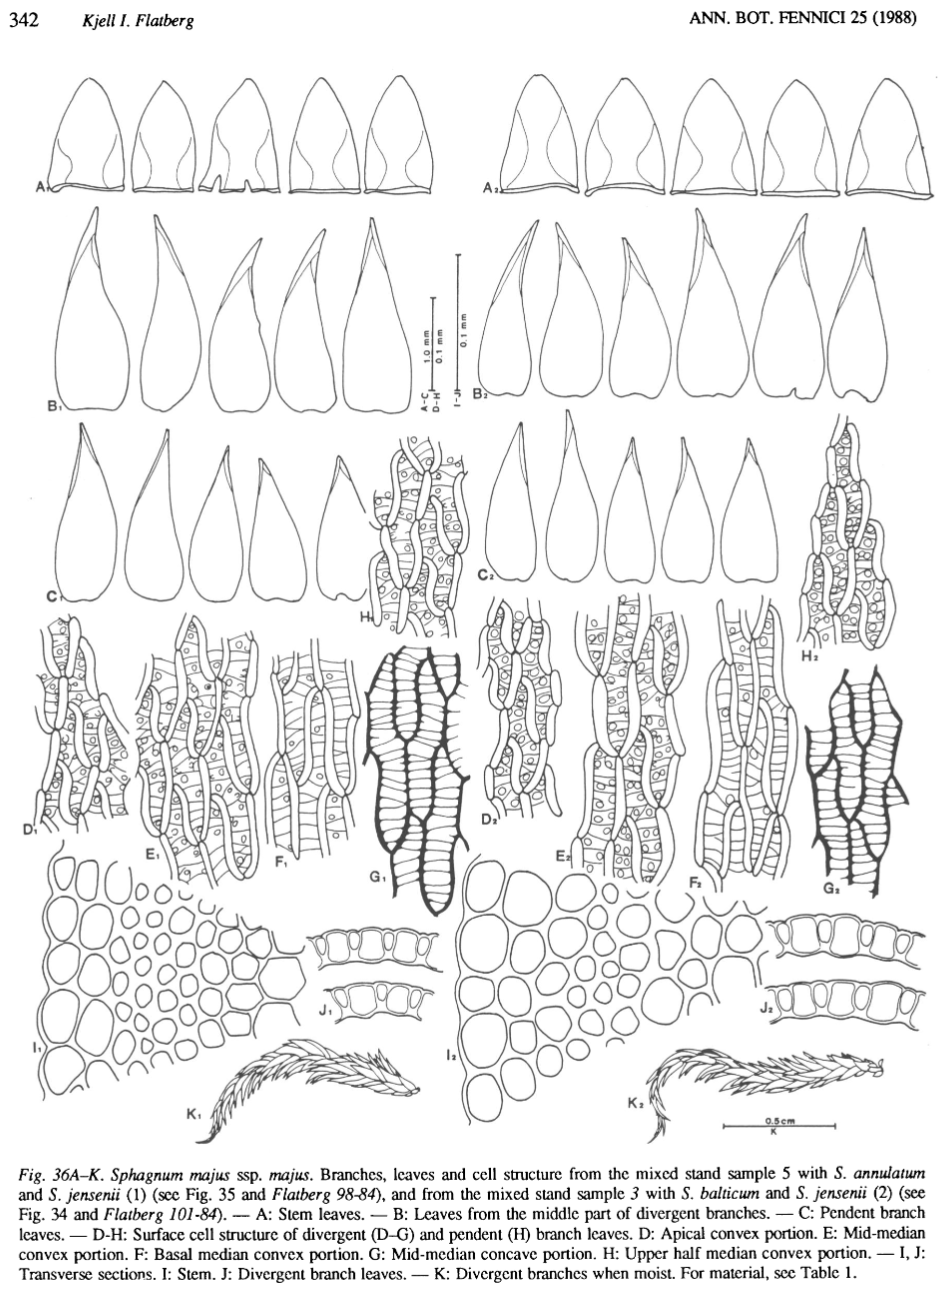 342 Kjell I. Flatberg ANN. BOT. FENNICI 25 (1988)
A₁ A₂
B₁ A-C 1.0 mm D-H 0.1 mm I-J 0.1 mm B₂
C₁ C₂
H₁ H₂
D₁ E₁ F₁ G₁ D₂ E₂ F₂ G₂
I₁ J₁ I₂ J₂
K₁ K₂
0.5cm
K
Fig. 36A–K. Sphagnum majus ssp. majus. Branches, leaves and cell structure from the mixed stand sample 5 with S. annulatum
and S. jensenii (1) (see Fig. 35 and Flatberg 98-84), and from the mixed stand sample 3 with S. balticum and S. jensenii (2) (see
Fig. 34 and Flatberg 101-84). — A: Stem leaves. — B: Leaves from the middle part of divergent branches. — C: Pendent branch
leaves. — D-H: Surface cell structure of divergent (D–G) and pendent (H) branch leaves. D: Apical convex portion. E: Mid-median
convex portion. F: Basal median convex portion. G: Mid-median concave portion. H: Upper half median convex portion. — I, J:
Transverse sections. I: Stem. J: Divergent branch leaves. — K: Divergent branches when moist. For material, see Table 1.